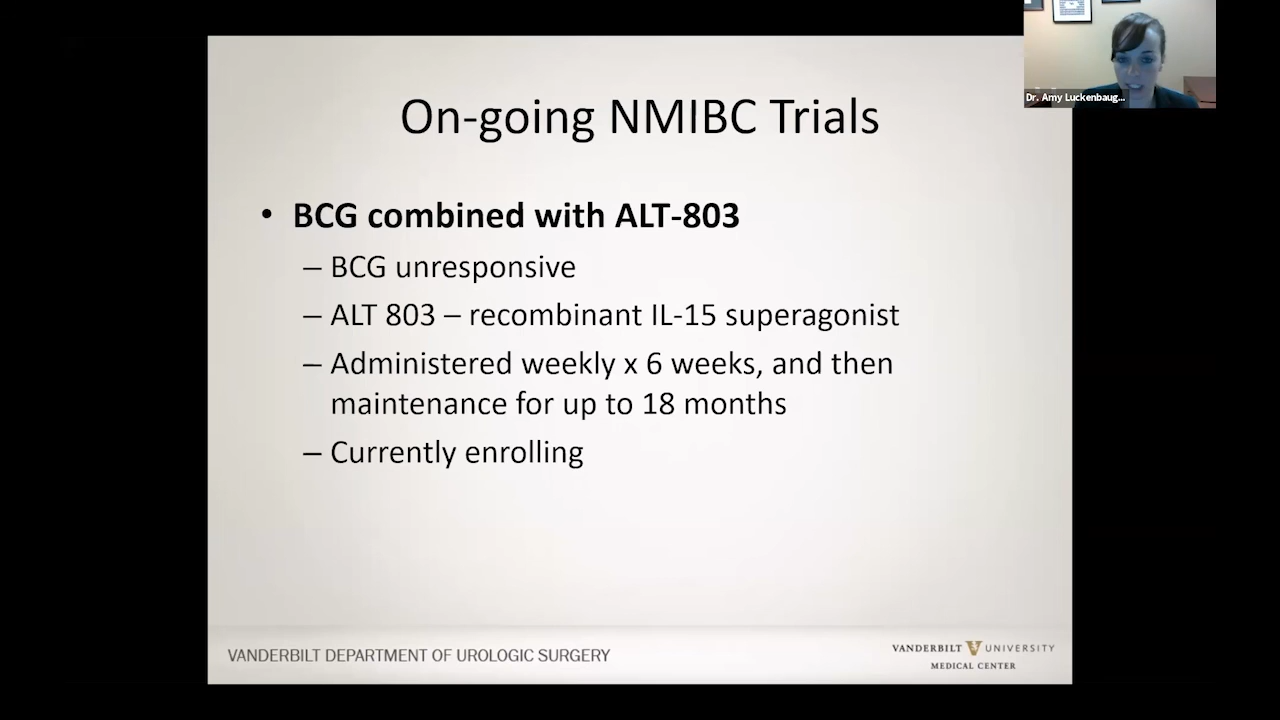 Dr. Amy Luckenbaug...
On-going NMIBC Trials
• BCG combined with ALT-803
– BCG unresponsive
– ALT 803 – recombinant IL-15 superagonist
– Administered weekly x 6 weeks, and then
maintenance for up to 18 months
– Currently enrolling
VANDERBILT DEPARTMENT OF UROLOGIC SURGERY
VANDERBILT V UNIVERSITY
MEDICAL CENTER